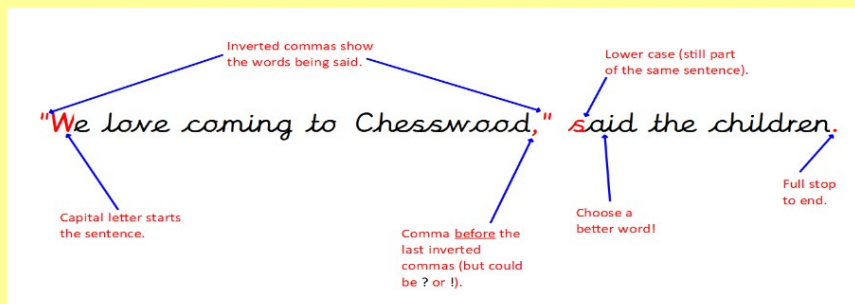 Inverted commas show
the words being said.
Lower case (still part
of the same sentence).
"We love coming to Chesswood," said the children.
Capital letter starts
the sentence.
Comma before the
last inverted
commas (but could
be ? or !).
Choose a
better word!
Full stop
to end.